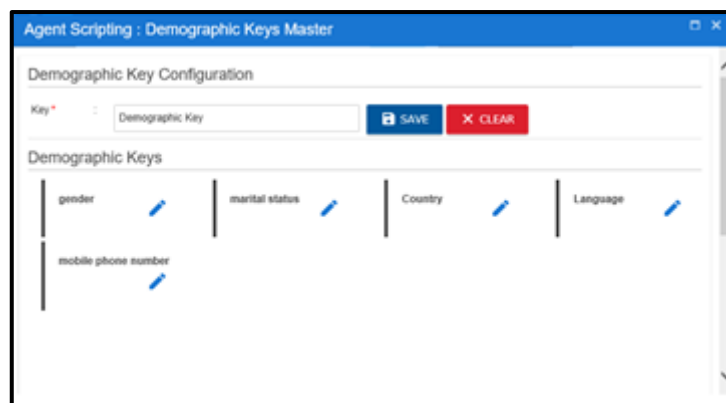 Agent Scripting : Demographic Keys Master
Demographic Key Configuration
Key* : Demographic Key SAVE CLEAR
Demographic Keys
gender marital status Country Language
mobile phone number